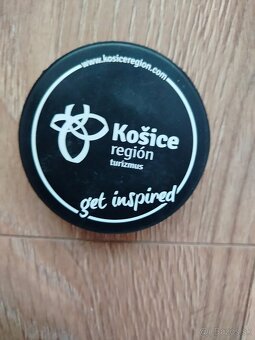 www.kosiceregion.com
Košice
región
turizmus
get inspired